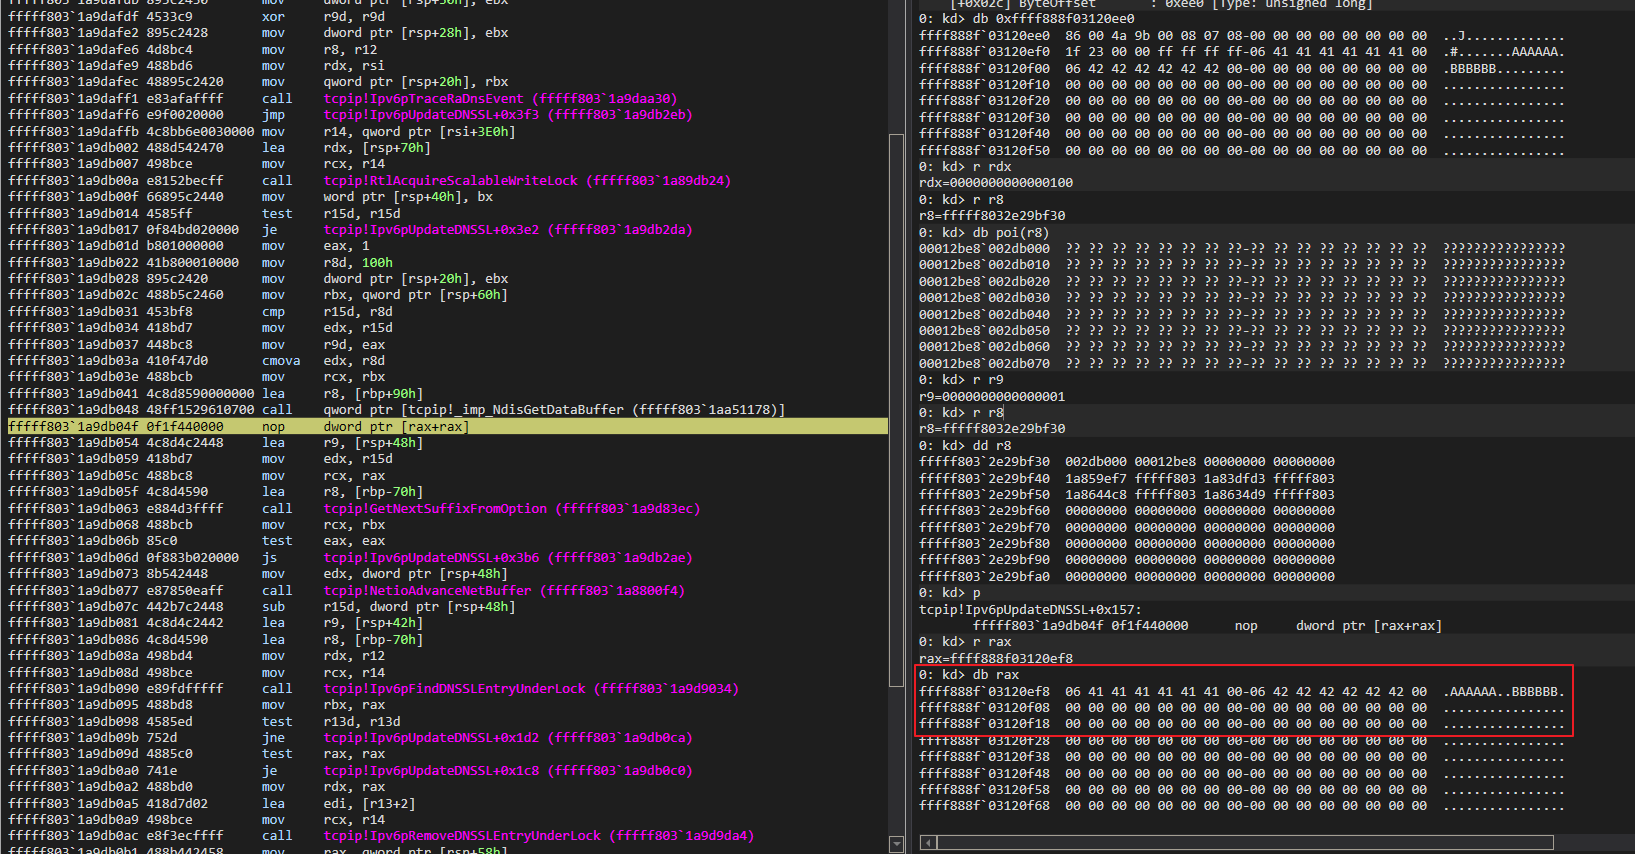 fffff803`1a9dafd9 895c2430 mov dword ptr [rsp+30h], ebx
fffff803`1a9dafdf 4533c9 xor r9d, r9d
fffff803`1a9dafe2 895c2428 mov dword ptr [rsp+28h], ebx
fffff803`1a9dafe6 4d8bc4 mov r8, r12
fffff803`1a9dafe9 488bd6 mov rdx, rsi
fffff803`1a9dafec 48895c2420 mov qword ptr [rsp+20h], rbx
fffff803`1a9daff1 e83afaffff call tcpip!Ipv6pTraceRaDnsEvent (fffff803`1a9daa30)
fffff803`1a9daff6 e9f0020000 jmp tcpip!Ipv6pUpdateDNSSL+0x3f3 (fffff803`1a9db2eb)
fffff803`1a9daffb 4c8bb6e0030000 mov r14, qword ptr [rsi+3E0h]
fffff803`1a9db002 488d542470 lea rdx, [rsp+70h]
fffff803`1a9db007 498bce mov rcx, r14
fffff803`1a9db00a e8152becff call tcpip!RtlAcquireScalableWriteLock (fffff803`1a89db24)
fffff803`1a9db00f 66895c2440 mov word ptr [rsp+40h], bx
fffff803`1a9db014 4585ff test r15d, r15d
fffff803`1a9db017 0f84bd020000 je tcpip!Ipv6pUpdateDNSSL+0x3e2 (fffff803`1a9db2da)
fffff803`1a9db01d b801000000 mov eax, 1
fffff803`1a9db022 41b800010000 mov r8d, 100h
fffff803`1a9db028 895c2420 mov dword ptr [rsp+20h], ebx
fffff803`1a9db02c 488b5c2460 mov rbx, qword ptr [rsp+60h]
fffff803`1a9db031 453bf8 cmp r15d, r8d
fffff803`1a9db034 418bd7 mov edx, r15d
fffff803`1a9db037 448bc8 mov r9d, eax
fffff803`1a9db03a 410f47d0 cmova edx, r8d
fffff803`1a9db03e 488bcb mov rcx, rbx
fffff803`1a9db041 4c8d8590000000 lea r8, [rbp+90h]
fffff803`1a9db048 48ff1529610700 call qword ptr [tcpip!_imp_NdisGetDataBuffer (fffff803`1aa51178)]
fffff803`1a9db04f 0f1f440000 nop dword ptr [rax+rax]
fffff803`1a9db054 4c8d4c2448 lea r9, [rsp+48h]
fffff803`1a9db059 418bd7 mov edx, r15d
fffff803`1a9db05c 488bc8 mov rcx, rax
fffff803`1a9db05f 4c8d4590 lea r8, [rbp-70h]
fffff803`1a9db063 e884d3ffff call tcpip!GetNextSuffixFromOption (fffff803`1a9d83ec)
fffff803`1a9db068 488bcb mov rcx, rbx
fffff803`1a9db06b 85c0 test eax, eax
fffff803`1a9db06d 0f883b020000 js tcpip!Ipv6pUpdateDNSSL+0x3b6 (fffff803`1a9db2ae)
fffff803`1a9db073 8b542448 mov edx, dword ptr [rsp+48h]
fffff803`1a9db077 e87850eaff call tcpip!NetioAdvanceNetBuffer (fffff803`1a8800f4)
fffff803`1a9db07c 442b7c2448 sub r15d, dword ptr [rsp+48h]
fffff803`1a9db081 4c8d4c2442 lea r9, [rsp+42h]
fffff803`1a9db086 4c8d4590 lea r8, [rbp-70h]
fffff803`1a9db08a 498bd4 mov rdx, r12
fffff803`1a9db08d 498bce mov rcx, r14
fffff803`1a9db090 e89fdfffff call tcpip!Ipv6pFindDNSSLEntryUnderLock (fffff803`1a9d9034)
fffff803`1a9db095 488bd8 mov rbx, rax
fffff803`1a9db098 4585ed test r13d, r13d
fffff803`1a9db09b 752d jne tcpip!Ipv6pUpdateDNSSL+0x1d2 (fffff803`1a9db0ca)
fffff803`1a9db09d 4885c0 test rax, rax
fffff803`1a9db0a0 741e je tcpip!Ipv6pUpdateDNSSL+0x1c8 (fffff803`1a9db0c0)
fffff803`1a9db0a2 488bd0 mov rdx, rax
fffff803`1a9db0a5 418d7d02 lea edi, [r13+2]
fffff803`1a9db0a9 498bce mov rcx, r14
fffff803`1a9db0ac e8f3ecffff call tcpip!Ipv6pRemoveDNSSLEntryUnderLock (fffff803`1a9d9da4)
fffff803`1a9db0b1 488b442458 mov rax, qword ptr [rsp+58h]
[+0x02c] ByteOffset : 0xee0 [Type: unsigned long]
0: kd> db 0xffff888f03120ee0
ffff888f`03120ee0 86 00 4a 9b 00 08 07 08-00 00 00 00 00 00 00 00 ..J.............
ffff888f`03120ef0 1f 23 00 00 ff ff ff ff-06 41 41 41 41 41 41 00 .#.......AAAAAA.
ffff888f`03120f00 06 42 42 42 42 42 42 00-00 00 00 00 00 00 00 00 .BBBBBB.........
ffff888f`03120f10 00 00 00 00 00 00 00 00-00 00 00 00 00 00 00 00 ................
ffff888f`03120f20 00 00 00 00 00 00 00 00-00 00 00 00 00 00 00 00 ................
ffff888f`03120f30 00 00 00 00 00 00 00 00-00 00 00 00 00 00 00 00 ................
ffff888f`03120f40 00 00 00 00 00 00 00 00-00 00 00 00 00 00 00 00 ................
ffff888f`03120f50 00 00 00 00 00 00 00 00-00 00 00 00 00 00 00 00 ................
0: kd> r rdx
rdx=0000000000000100
0: kd> r r8
r8=fffff8032e29bf30
0: kd> db poi(r8)
00012be8`002db000 ?? ?? ?? ?? ?? ?? ?? ??-?? ?? ?? ?? ?? ?? ?? ?? ????????????????
00012be8`002db010 ?? ?? ?? ?? ?? ?? ?? ??-?? ?? ?? ?? ?? ?? ?? ?? ????????????????
00012be8`002db020 ?? ?? ?? ?? ?? ?? ?? ??-?? ?? ?? ?? ?? ?? ?? ?? ????????????????
00012be8`002db030 ?? ?? ?? ?? ?? ?? ?? ??-?? ?? ?? ?? ?? ?? ?? ?? ????????????????
00012be8`002db040 ?? ?? ?? ?? ?? ?? ?? ??-?? ?? ?? ?? ?? ?? ?? ?? ????????????????
00012be8`002db050 ?? ?? ?? ?? ?? ?? ?? ??-?? ?? ?? ?? ?? ?? ?? ?? ????????????????
00012be8`002db060 ?? ?? ?? ?? ?? ?? ?? ??-?? ?? ?? ?? ?? ?? ?? ?? ????????????????
00012be8`002db070 ?? ?? ?? ?? ?? ?? ?? ??-?? ?? ?? ?? ?? ?? ?? ?? ????????????????
0: kd> r r9
r9=0000000000000001
0: kd> r r8
r8=fffff8032e29bf30
0: kd> dd r8
fffff803`2e29bf30 002db000 00012be8 00000000 00000000
fffff803`2e29bf40 1a859ef7 fffff803 1a83dfd3 fffff803
fffff803`2e29bf50 1a8644c8 fffff803 1a8634d9 fffff803
fffff803`2e29bf60 00000000 00000000 00000000 00000000
fffff803`2e29bf70 00000000 00000000 00000000 00000000
fffff803`2e29bf80 00000000 00000000 00000000 00000000
fffff803`2e29bf90 00000000 00000000 00000000 00000000
fffff803`2e29bfa0 00000000 00000000 00000000 00000000
0: kd> p
tcpip!Ipv6pUpdateDNSSL+0x157:
fffff803`1a9db04f 0f1f440000 nop dword ptr [rax+rax]
0: kd> r rax
rax=ffff888f03120ef8
0: kd> db rax
ffff888f`03120ef8 06 41 41 41 41 41 41 00-06 42 42 42 42 42 42 00 .AAAAAA..BBBBBB.
ffff888f`03120f08 00 00 00 00 00 00 00 00-00 00 00 00 00 00 00 00 ................
ffff888f`03120f18 00 00 00 00 00 00 00 00-00 00 00 00 00 00 00 00 ................
ffff888f`03120f28 00 00 00 00 00 00 00 00-00 00 00 00 00 00 00 00 ................
ffff888f`03120f38 00 00 00 00 00 00 00 00-00 00 00 00 00 00 00 00 ................
ffff888f`03120f48 00 00 00 00 00 00 00 00-00 00 00 00 00 00 00 00 ................
ffff888f`03120f58 00 00 00 00 00 00 00 00-00 00 00 00 00 00 00 00 ................
ffff888f`03120f68 00 00 00 00 00 00 00 00-00 00 00 00 00 00 00 00 ................